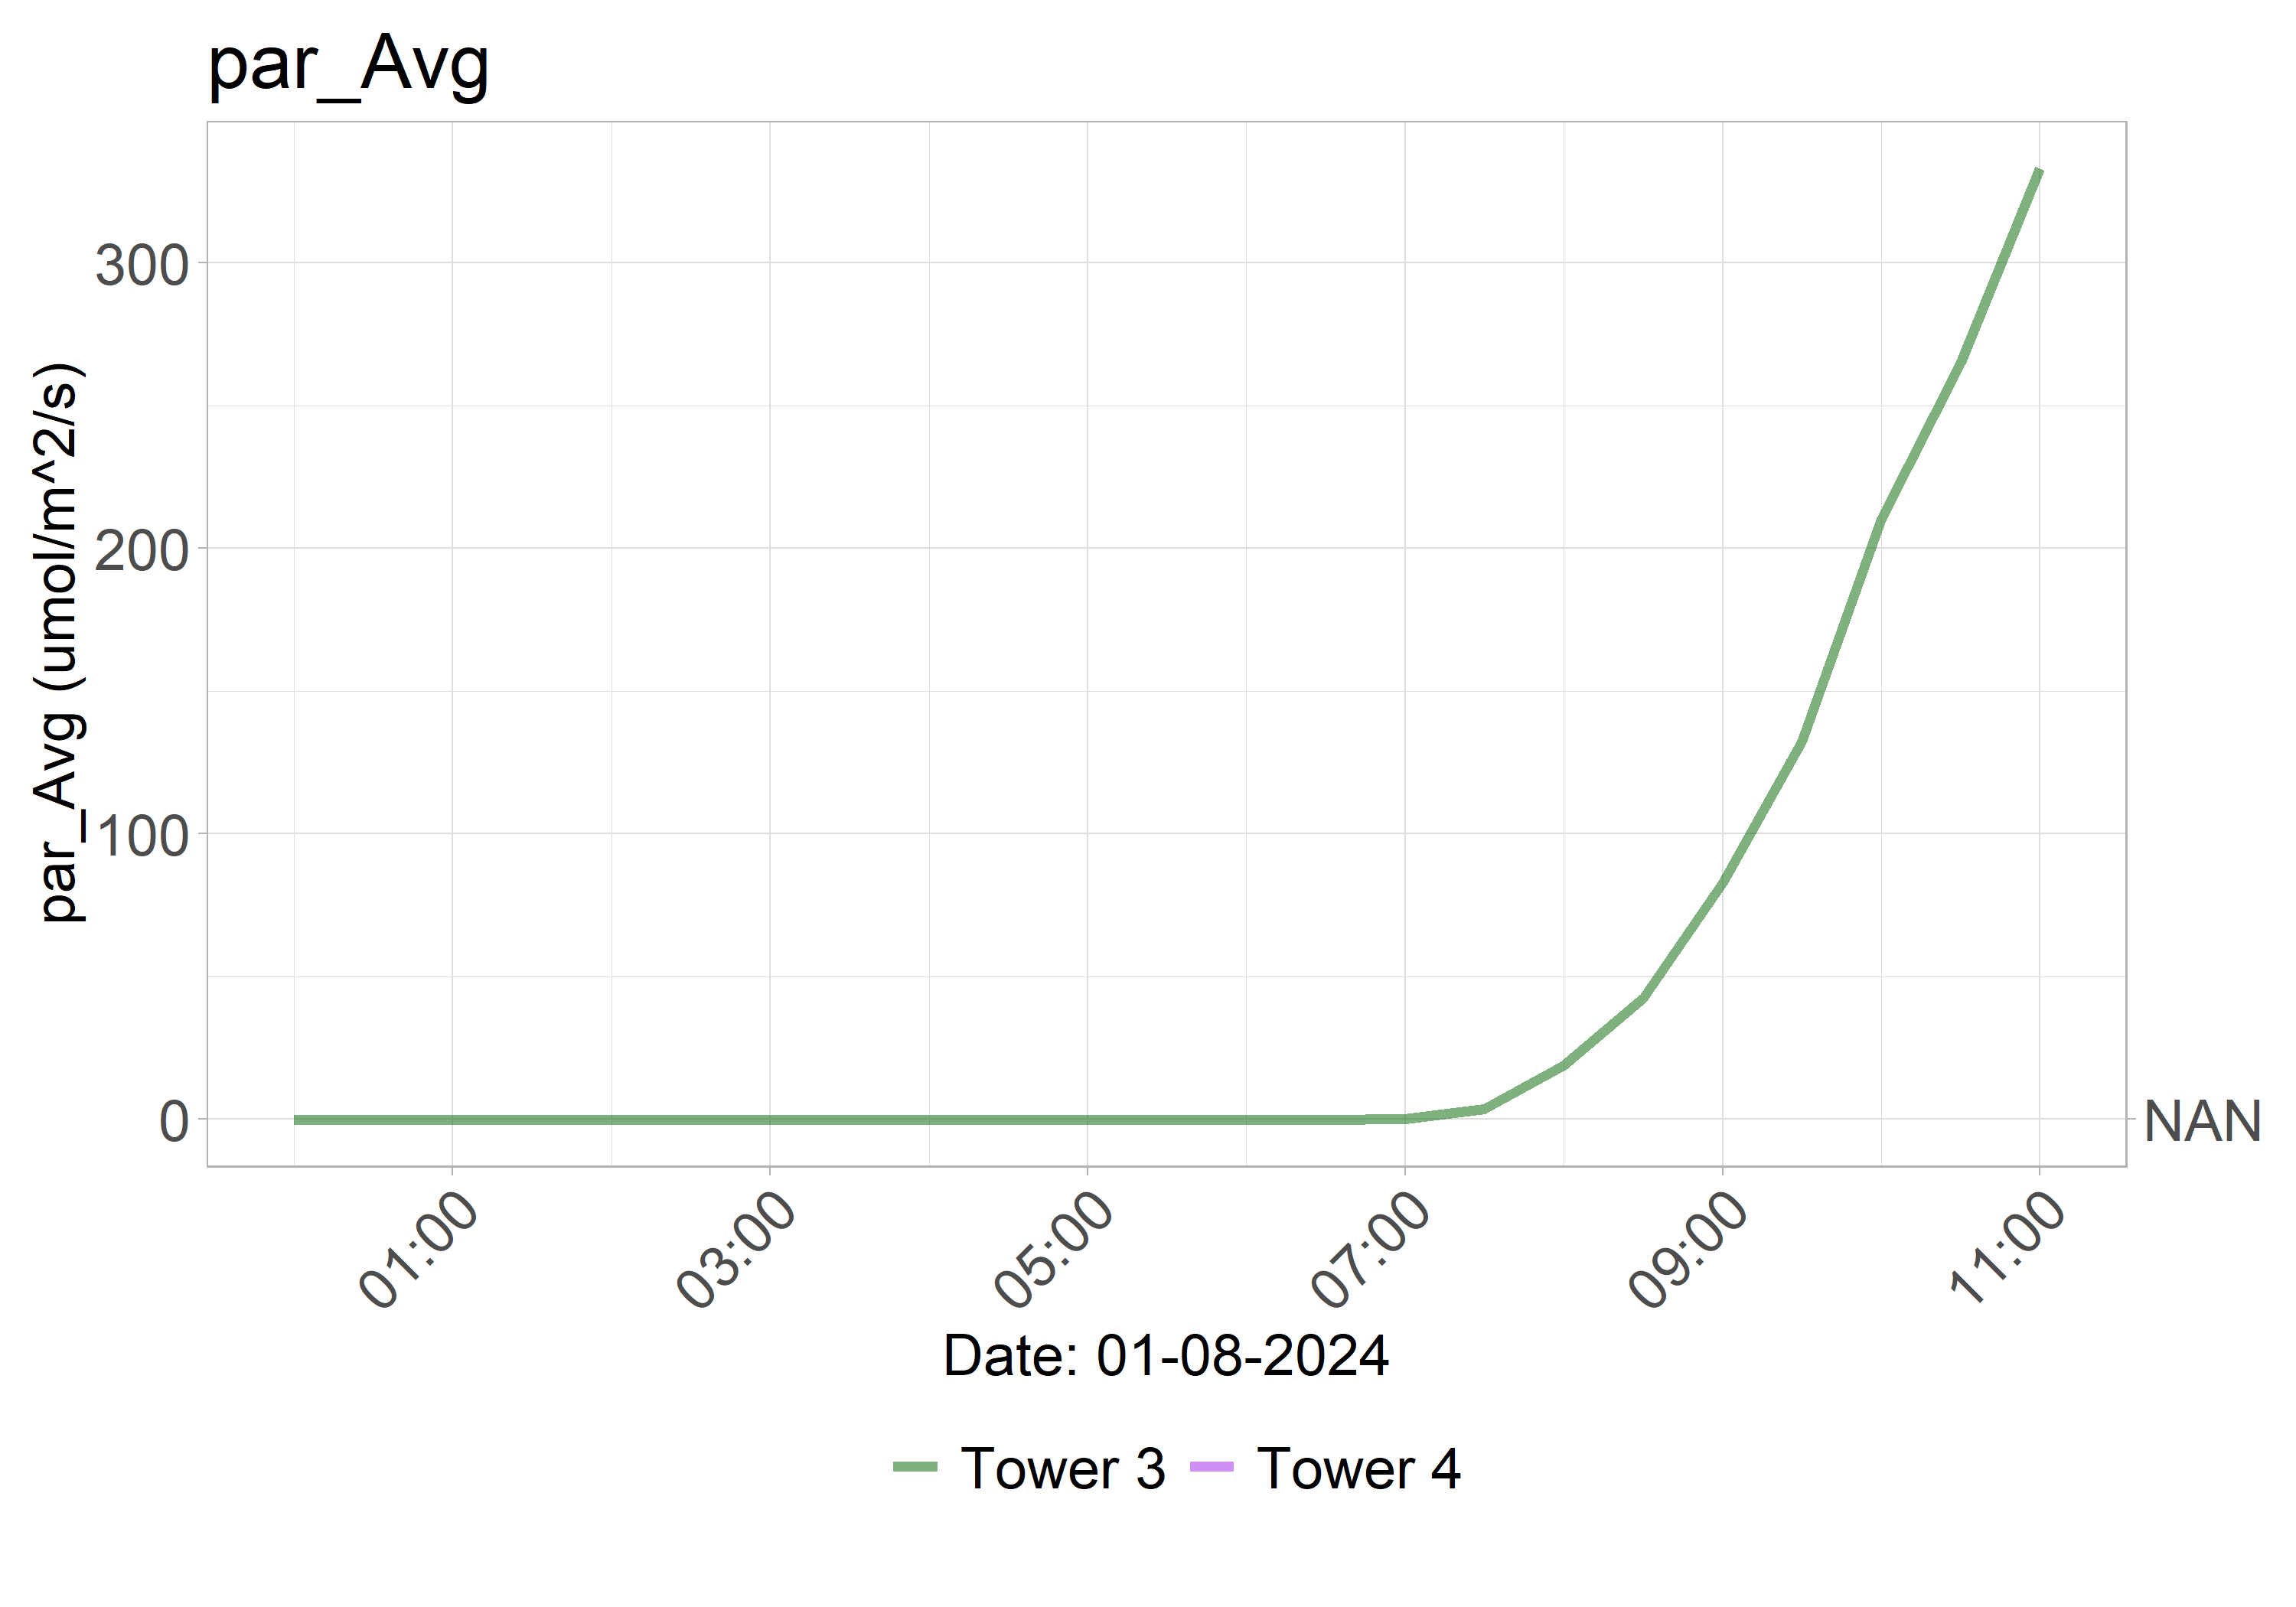 par_Avg
par_Avg (umol/m^2/s)
300
200
100
0
NAN
01:00 03:00 05:00 07:00 09:00 11:00
Date: 01-08-2024
Tower 3 Tower 4